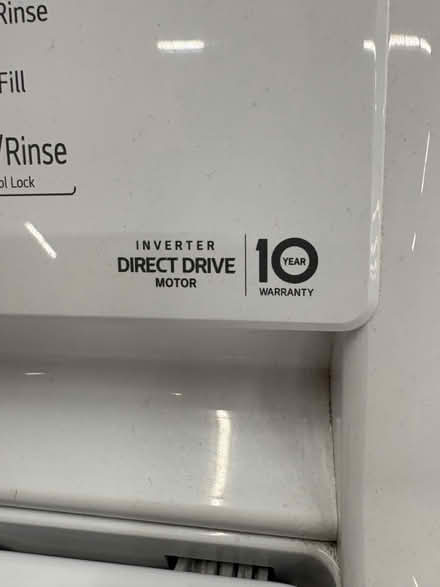 Rinse
Fill
/Rinse
ol Lock
INVERTER
DIRECT DRIVE
MOTOR
10 YEAR
WARRANTY